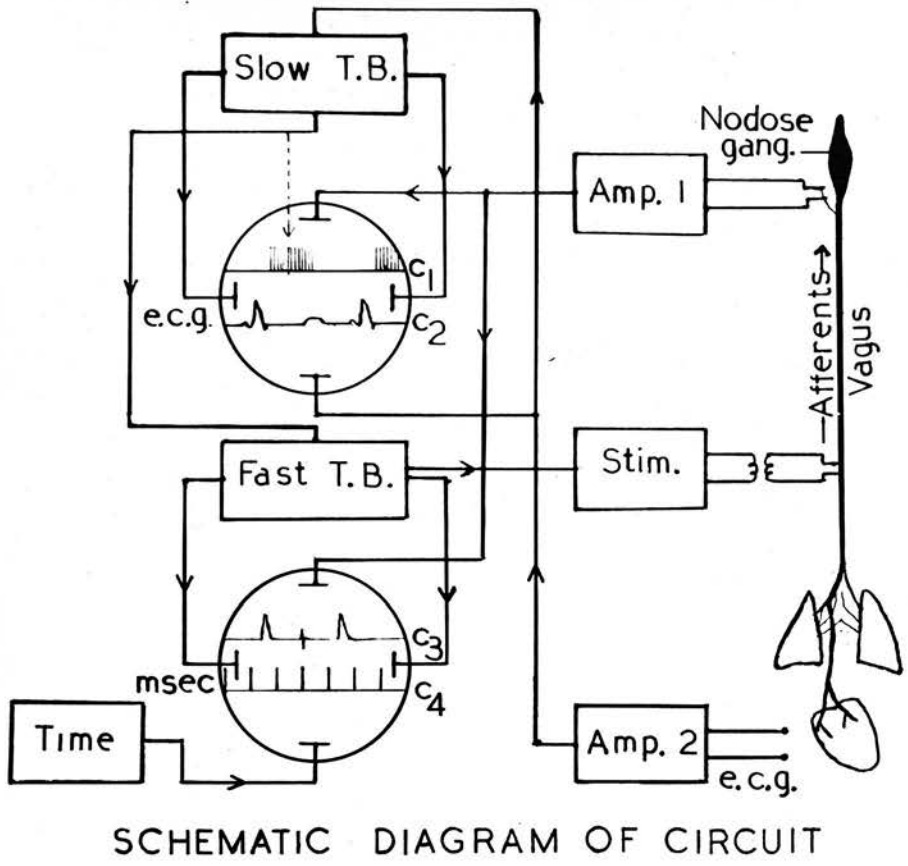 Slow T.B.
Nodose
gang.
Amp. 1
c1
e.c.g.
c2
Afferents
Vagus
Fast T.B.
Stim.
c3
msec
c4
Time
Amp. 2
e.c.g.
SCHEMATIC DIAGRAM OF CIRCUIT